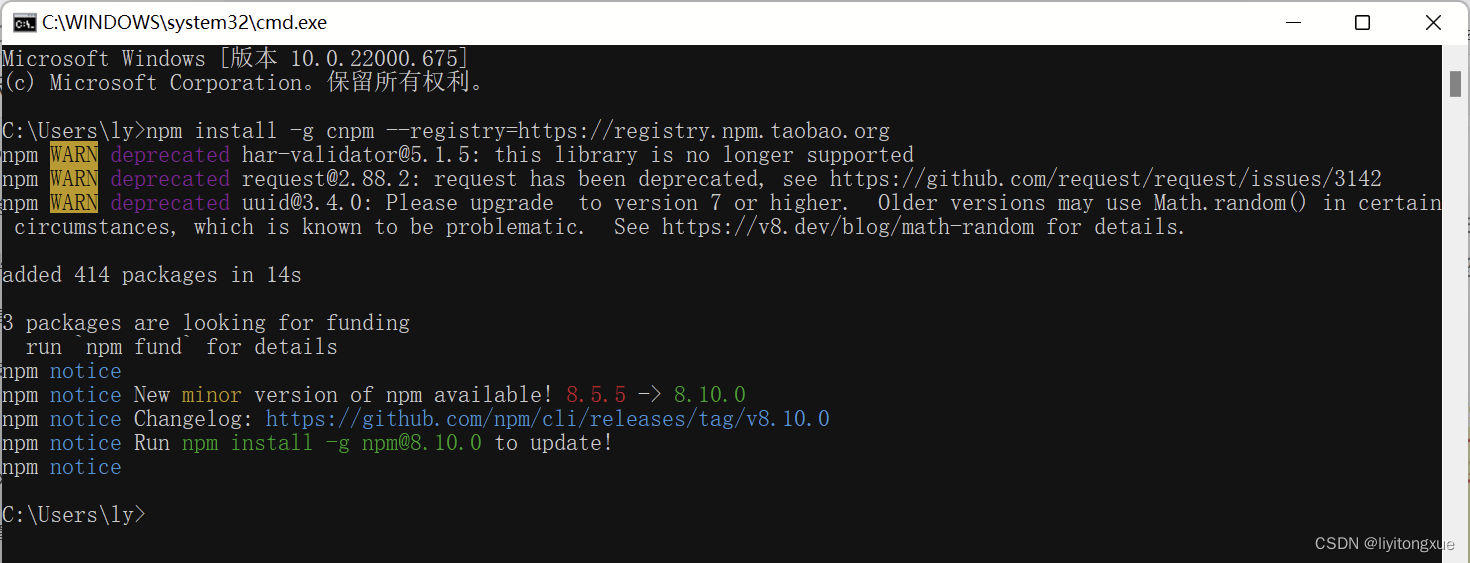 C:\WINDOWS\system32\cmd.exe
Microsoft Windows [版本 10.0.22000.675]
(c) Microsoft Corporation。保留所有权利。
C:\Users\ly>npm install -g cnpm --registry=https://registry.npm.taobao.org
npm WARN deprecated har-validator@5.1.5: this library is no longer supported
npm WARN deprecated request@2.88.2: request has been deprecated, see https://github.com/request/request/issues/3142
npm WARN deprecated uuid@3.4.0: Please upgrade  to version 7 or higher.  Older versions may use Math.random() in certain
 circumstances, which is known to be problematic.  See https://v8.dev/blog/math-random for details.
added 414 packages in 14s
3 packages are looking for funding
  run `npm fund` for details
npm notice
npm notice New minor version of npm available! 8.5.5 -> 8.10.0
npm notice Changelog: https://github.com/npm/cli/releases/tag/v8.10.0
npm notice Run npm install -g npm@8.10.0 to update!
npm notice
C:\Users\ly>
CSDN @liyitongxue